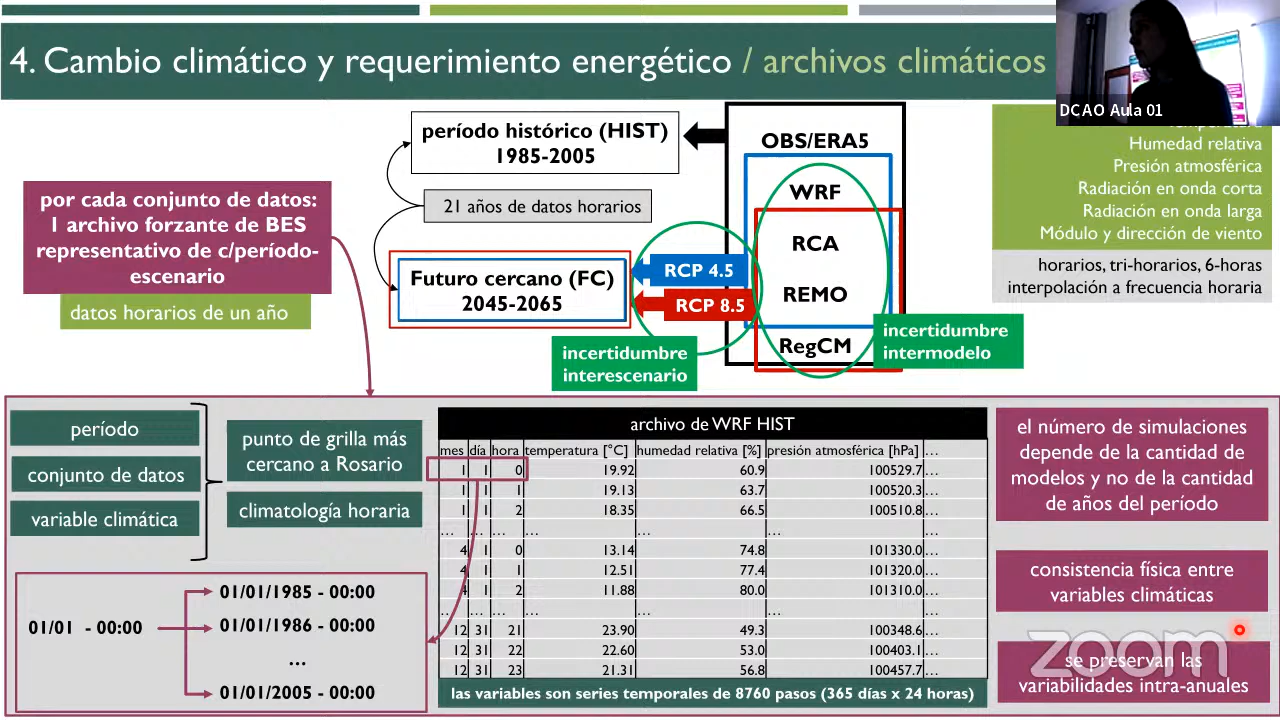 4. Cambio climático y requerimiento energético / archivos climáticos
DCAO Aula 01
período histórico (HIST)
1985-2005
21 años de datos horarios
Futuro cercano (FC)
2045-2065
OBS/ERA5
WRF
RCA
REMO
RegCM
RCP 4.5
RCP 8.5
incertidumbre
interescenario
incertidumbre
intermodelo
Humedad relativa
Presión atmosférica
Radiación en onda corta
Radiación en onda larga
Módulo y dirección de viento
horarios, tri-horarios, 6-horas
interpolación a frecuencia horaria
por cada conjunto de datos:
1 archivo forzante de BES
representativo de c/período-
escenario
datos horarios de un año
período
conjunto de datos
variable climática
punto de grilla más
cercano a Rosario
climatología horaria
01/01 - 00:00
01/01/1985 - 00:00
01/01/1986 - 00:00
...
01/01/2005 - 00:00
archivo de WRF HIST
mes día hora temperatura [°C] humedad relativa [%] presión atmosférica [hPa] ...
1 1 0 19.92 60.9 100529.7 ...
1 1 1 19.13 63.7 100520.3 ...
1 1 2 18.35 66.5 100510.8 ...
... ... ... ... ... ...
4 1 0 13.14 74.8 101330.0 ...
4 1 1 12.51 77.4 101320.0 ...
4 1 2 11.88 80.0 101310.0 ...
... ... ... ... ... ...
12 31 21 23.90 49.3 100348.6 ...
12 31 22 22.60 53.0 100403.1 ...
12 31 23 21.31 56.8 100457.7 ...
las variables son series temporales de 8760 pasos (365 días x 24 horas)
el número de simulaciones
depende de la cantidad de
modelos y no de la cantidad
de años del período
consistencia física entre
variables climáticas
zoom
se preservan las
variabilidades intra-anuales